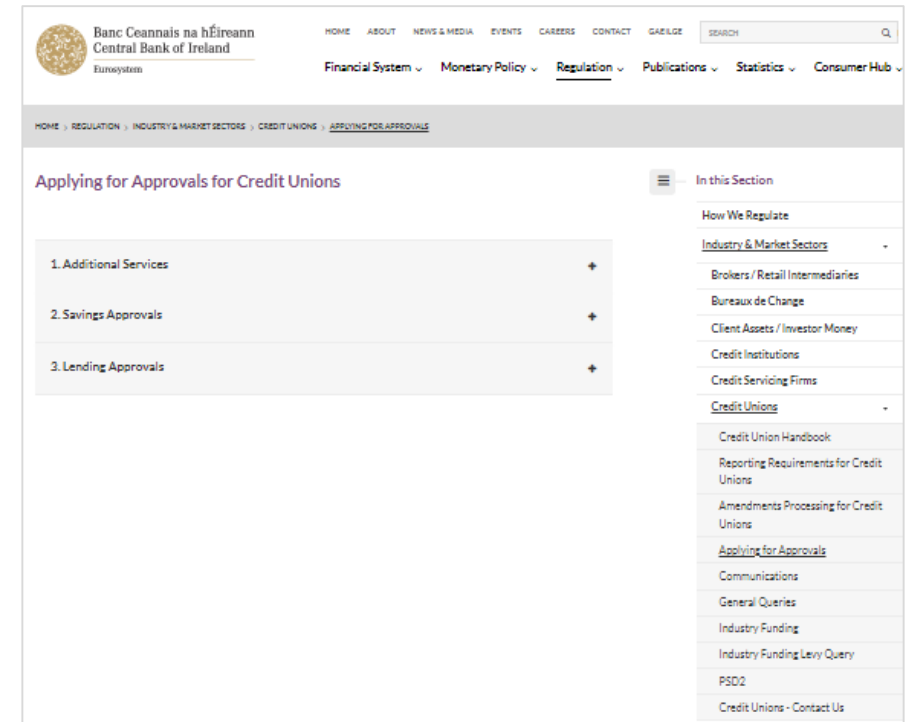 Banc Ceannais na hÉireann
Central Bank of Ireland
Eurosystem
HOME ABOUT NEWS & MEDIA EVENTS CAREERS CONTACT GAEILGE SEARCH
Financial System Monetary Policy Regulation Publications Statistics Consumer Hub
HOME > REGULATION > INDUSTRY & MARKET SECTORS > CREDIT UNIONS > APPLYING FOR APPROVALS
Applying for Approvals for Credit Unions
1. Additional Services +
2. Savings Approvals +
3. Lending Approvals +
In this Section
How We Regulate
Industry & Market Sectors -
Brokers / Retail Intermediaries
Bureaux de Change
Client Assets / Investor Money
Credit Institutions
Credit Servicing Firms
Credit Unions -
Credit Union Handbook
Reporting Requirements for Credit
Unions
Amendments Processing for Credit
Unions
Applying for Approvals
Communications
General Queries
Industry Funding
Industry Funding Levy Query
PSD2
Credit Unions - Contact Us